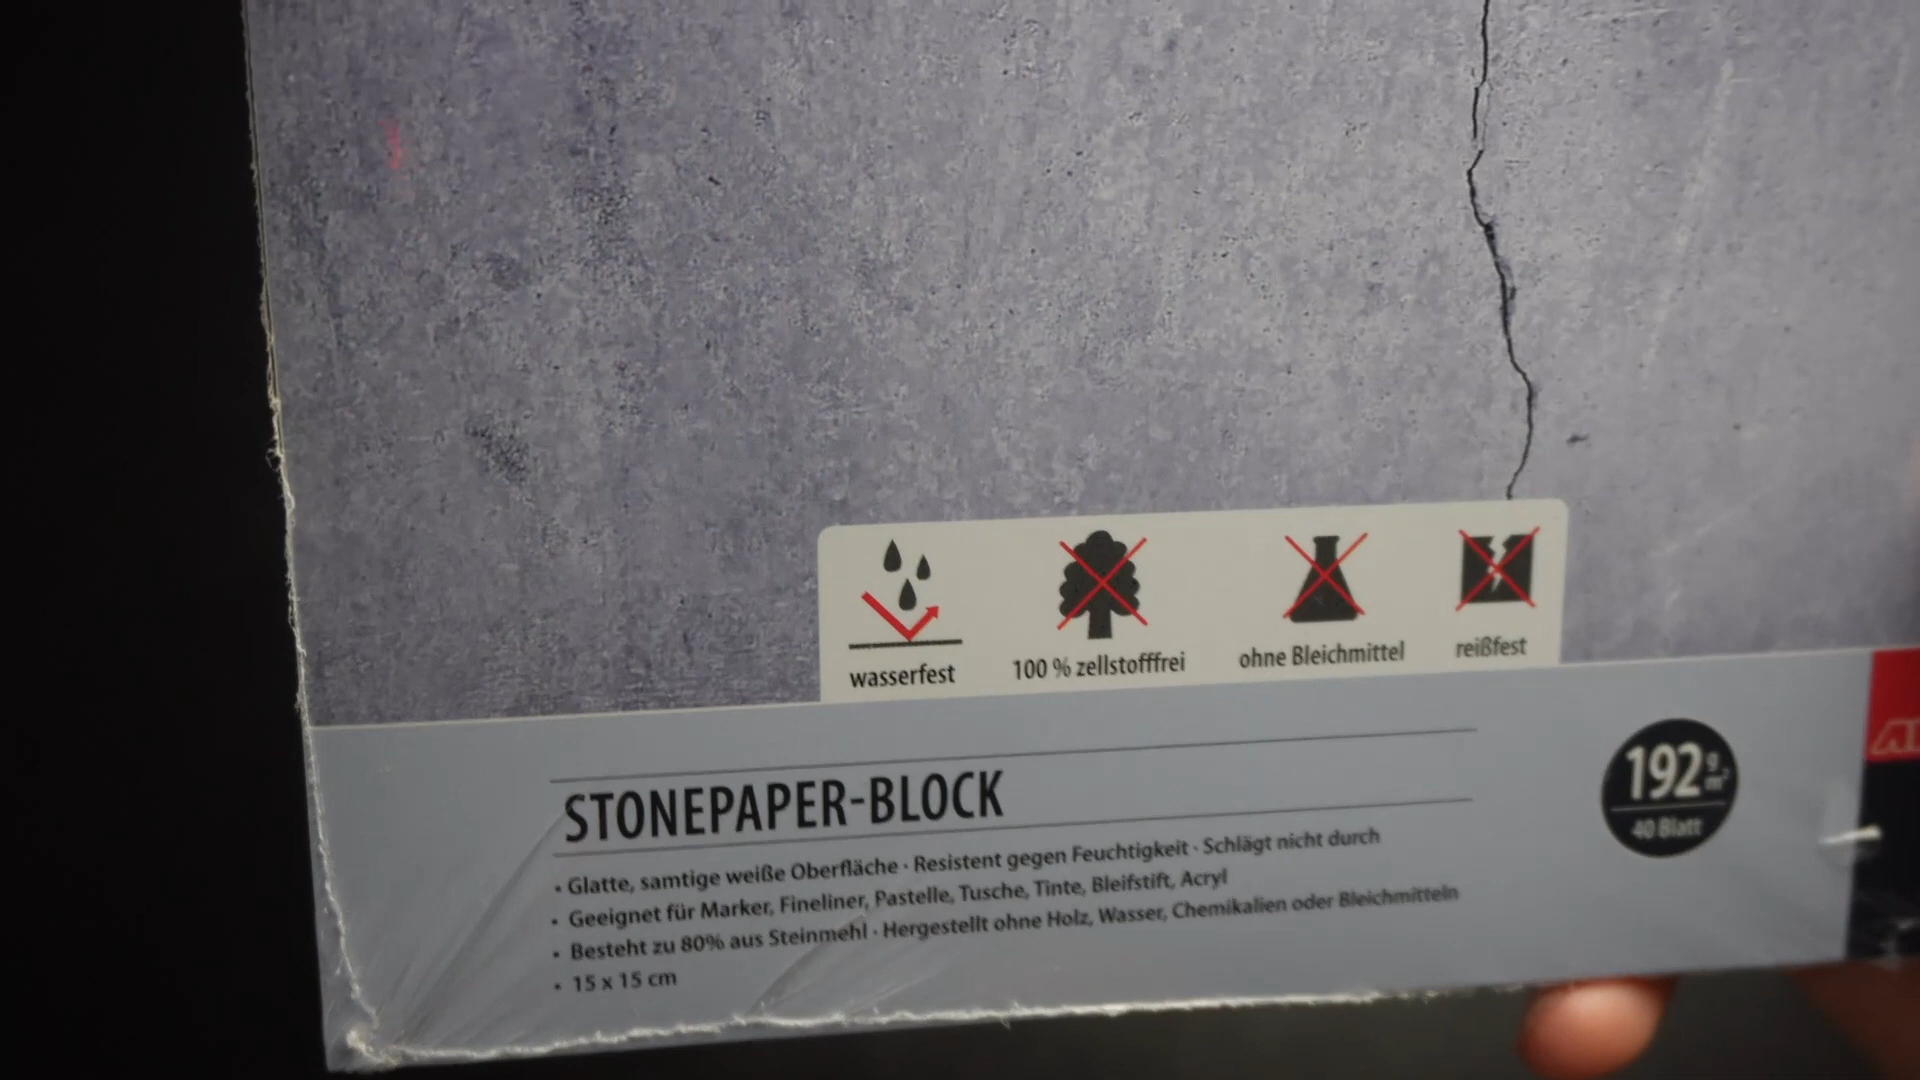 wasserfest
100 % zellstofffrei
ohne Bleichmittel
reißfest
STONEPAPER-BLOCK
• Glatte, samtige weiße Oberfläche · Resistent gegen Feuchtigkeit · Schlägt nicht durch
• Geeignet für Marker, Fineliner, Pastelle, Tusche, Tinte, Bleifstift, Acryl
• Besteht zu 80% aus Steinmehl · Hergestellt ohne Holz, Wasser, Chemikalien oder Bleichmitteln
• 15 x 15 cm
192 g/m²
40 Blatt